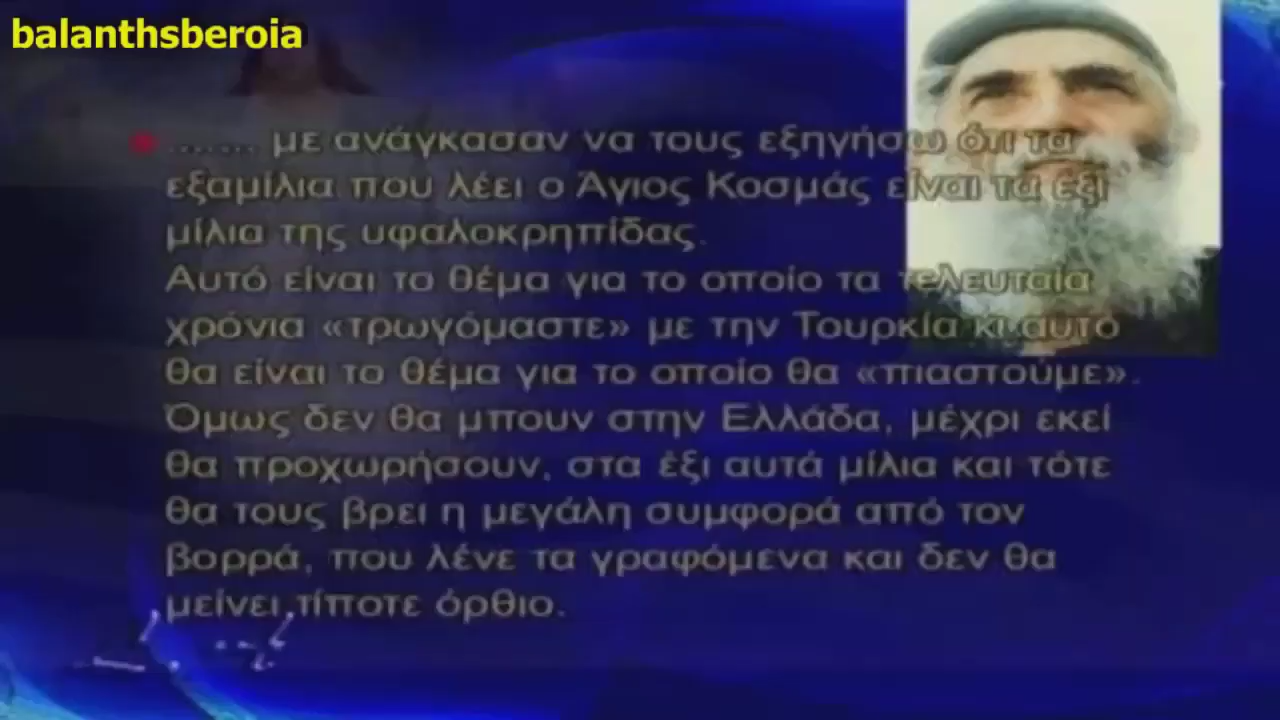 balanthsberoia
....... με ανάγκασαν να τους εξηγήσω ότι τα
εξαμίλια που λέει ο Άγιος Κοσμάς είναι τα έξι
μίλια της υφαλοκρηπίδας.
Αυτό είναι το θέμα για το οποίο τα τελευταία
χρόνια «τρωγόμαστε» με την Τουρκία κι αυτό
θα είναι το θέμα για το οποίο θα «πιαστούμε».
Όμως δεν θα μπουν στην Ελλάδα, μέχρι εκεί
θα προχωρήσουν, στα έξι αυτά μίλια και τότε
θα τους βρει η μεγάλη συμφορά από τον
βορρά, που λένε τα γραφόμενα και δεν θα
μείνει τίποτε όρθιο.